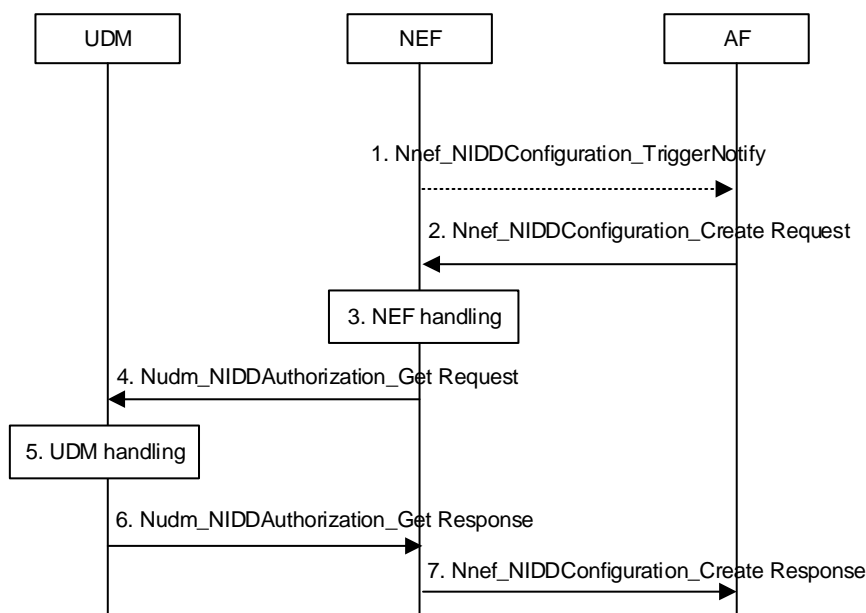 UDM
NEF
AF
1. Nnef_NIDDConfiguration_TriggerNotify
2. Nnef_NIDDConfiguration_Create Request
3. NEF handling
4. Nudm_NIDDAuthorization_Get Request
5. UDM handling
6. Nudm_NIDDAuthorization_Get Response
7. Nnef_NIDDConfiguration_Create Response